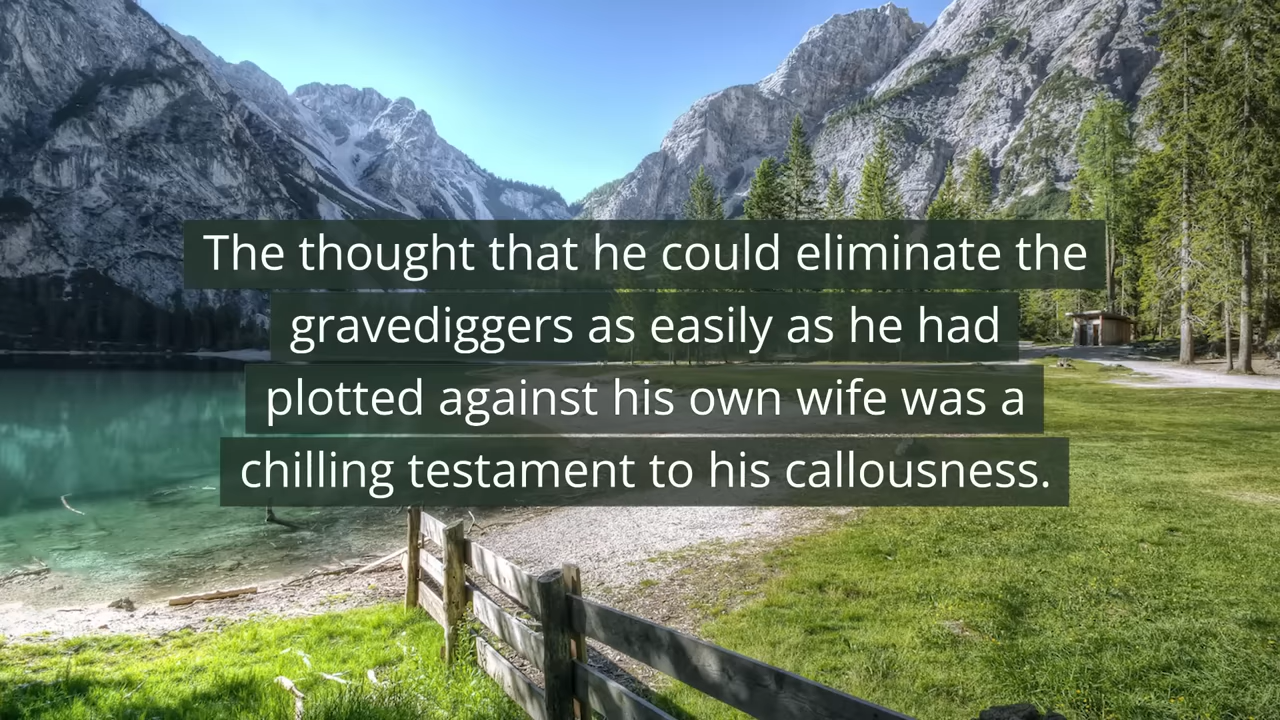 The thought that he could eliminate the
gravediggers as easily as he had
plotted against his own wife was a
chilling testament to his callousness.